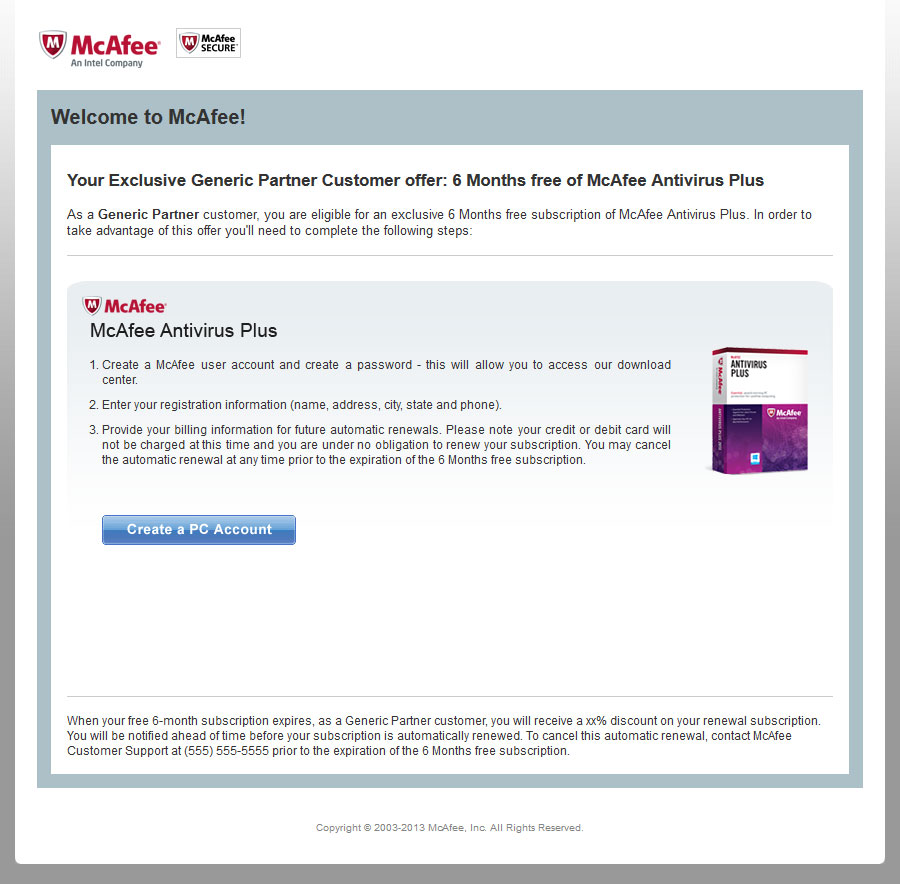 McAfee®
An Intel Company
McAfee
SECURE™
Welcome to McAfee!
Your Exclusive Generic Partner Customer offer: 6 Months free of McAfee Antivirus Plus
As a Generic Partner customer, you are eligible for an exclusive 6 Months free subscription of McAfee Antivirus Plus. In order to
take advantage of this offer you'll need to complete the following steps:
McAfee®
McAfee Antivirus Plus
1. Create a McAfee user account and create a password - this will allow you to access our download
center.
2. Enter your registration information (name, address, city, state and phone).
3. Provide your billing information for future automatic renewals. Please note your credit or debit card will
not be charged at this time and you are under no obligation to renew your subscription. You may cancel
the automatic renewal at any time prior to the expiration of the 6 Months free subscription.
ANTIVIRUS
PLUS
McAfee
McAfee
Create a PC Account
When your free 6-month subscription expires, as a Generic Partner customer, you will receive a xx% discount on your renewal subscription.
You will be notified ahead of time before your subscription is automatically renewed. To cancel this automatic renewal, contact McAfee
Customer Support at (555) 555-5555 prior to the expiration of the 6 Months free subscription.
Copyright © 2003-2013 McAfee, Inc. All Rights Reserved.